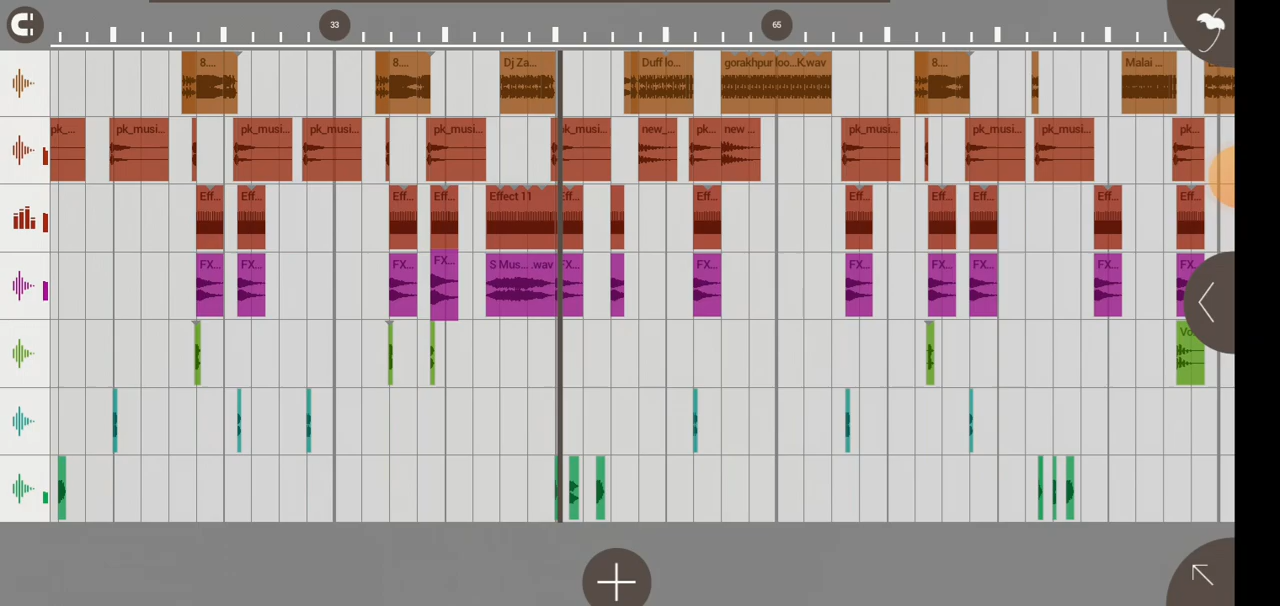 33
65
8....
8....
Dj Za...
Duff lo...
gorakhpur loo...K.wav
8....
Malai ...
pk_...
pk_musi...
pk_musi...
pk_musi...
pk_musi...
k_musi...
new_...
pk...
new ...
pk_musi...
pk_musi...
pk_musi...
pk...
Eff...
Eff...
Eff...
Eff...
Effect 11
Eff...
Eff...
Eff...
Eff...
Eff...
Eff...
Eff...
FX...
FX...
FX...
FX...
S Mus... .wav
FX...
FX...
FX...
FX...
FX...
FX...